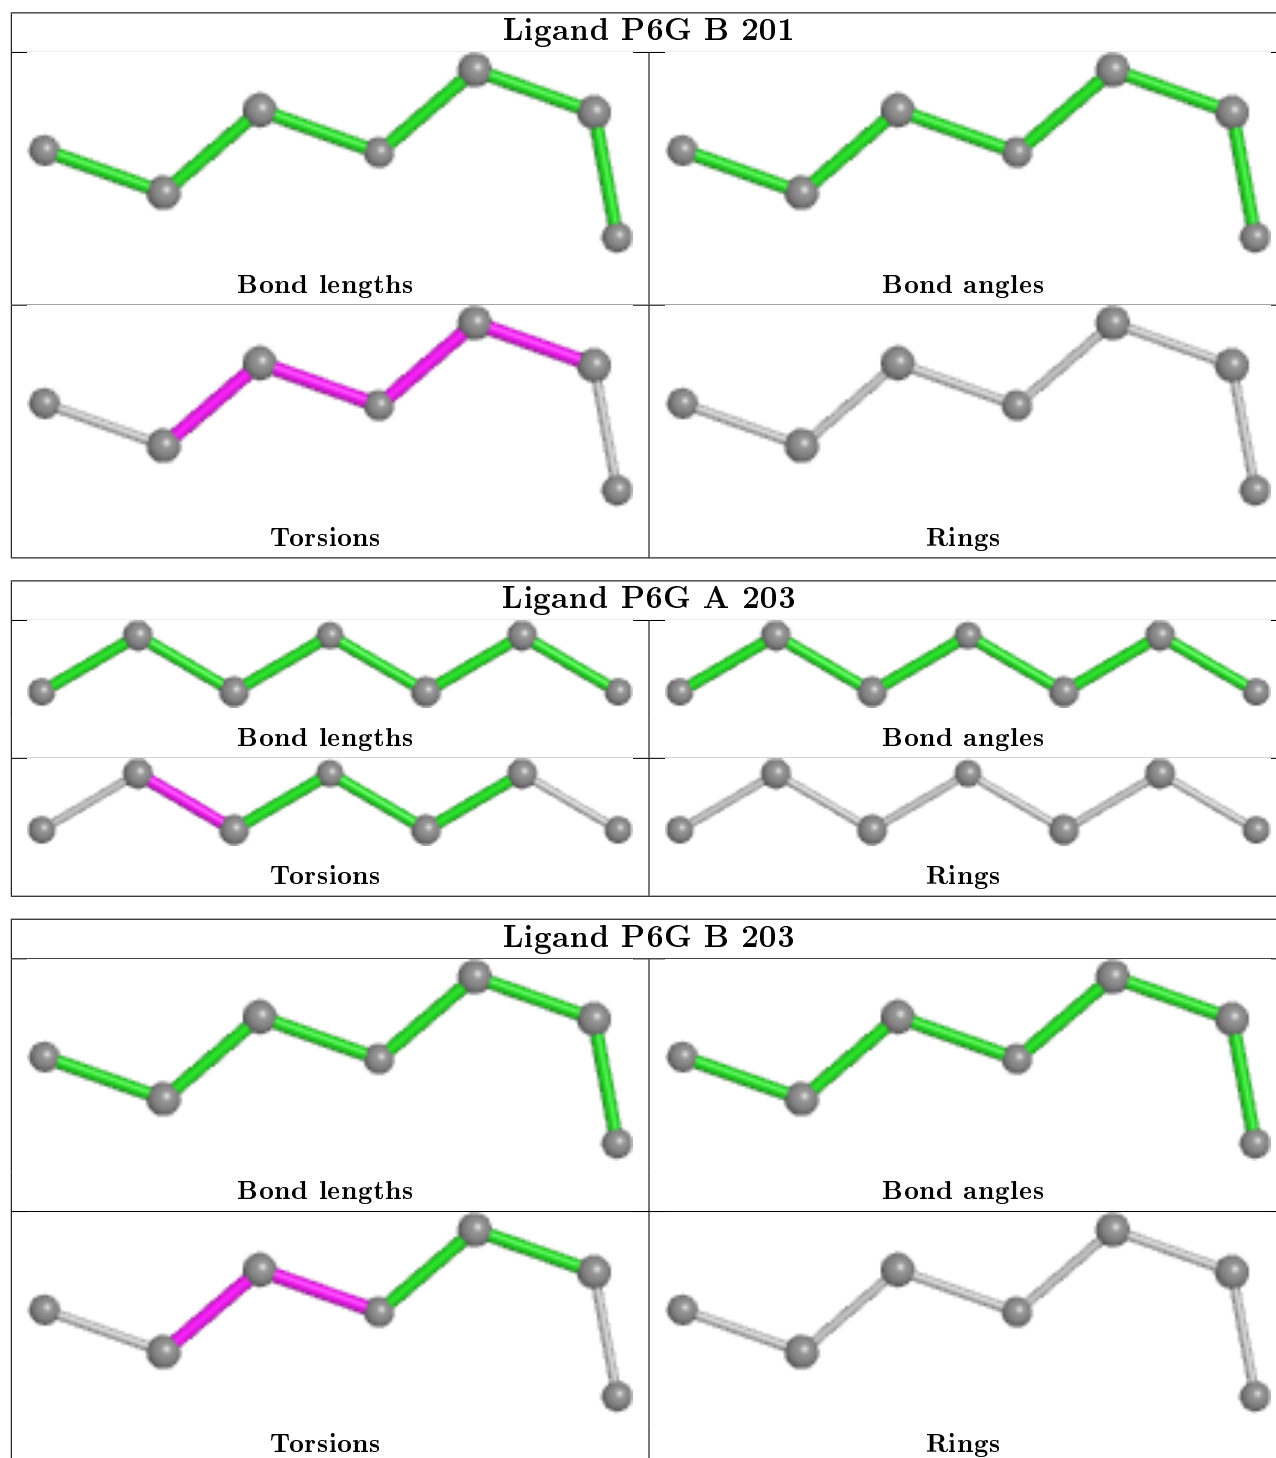 Ligand P6G B 201
Bond lengths
Bond angles
Torsions
Rings
Ligand P6G A 203
Bond lengths
Bond angles
Torsions
Rings
Ligand P6G B 203
Bond lengths
Bond angles
Torsions
Rings